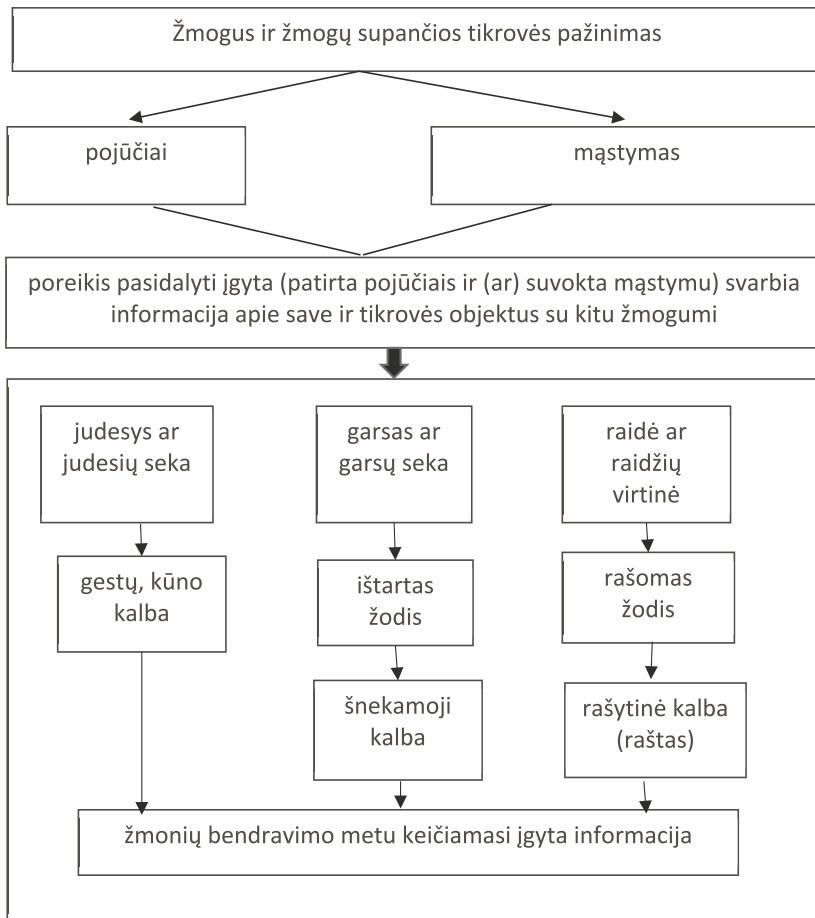 Žmogus ir žmogų supančios tikrovės pažinimas
pojūčiai
mąstymas
poreikis pasidalyti įgyta (patirta pojūčiais ir (ar) suvokta mąstymu) svarbia
informacija apie save ir tikrovės objektus su kitu žmogumi
judesys ar
judesių seka
garsas ar
garsų seka
raidė ar
raidžių
virtinė
gestų, kūno
kalba
ištartas
žodis
rašomas
žodis
šnekamoji
kalba
rašytinė kalba
(raštas)
žmonių bendravimo metu keičiamasi įgyta informacija